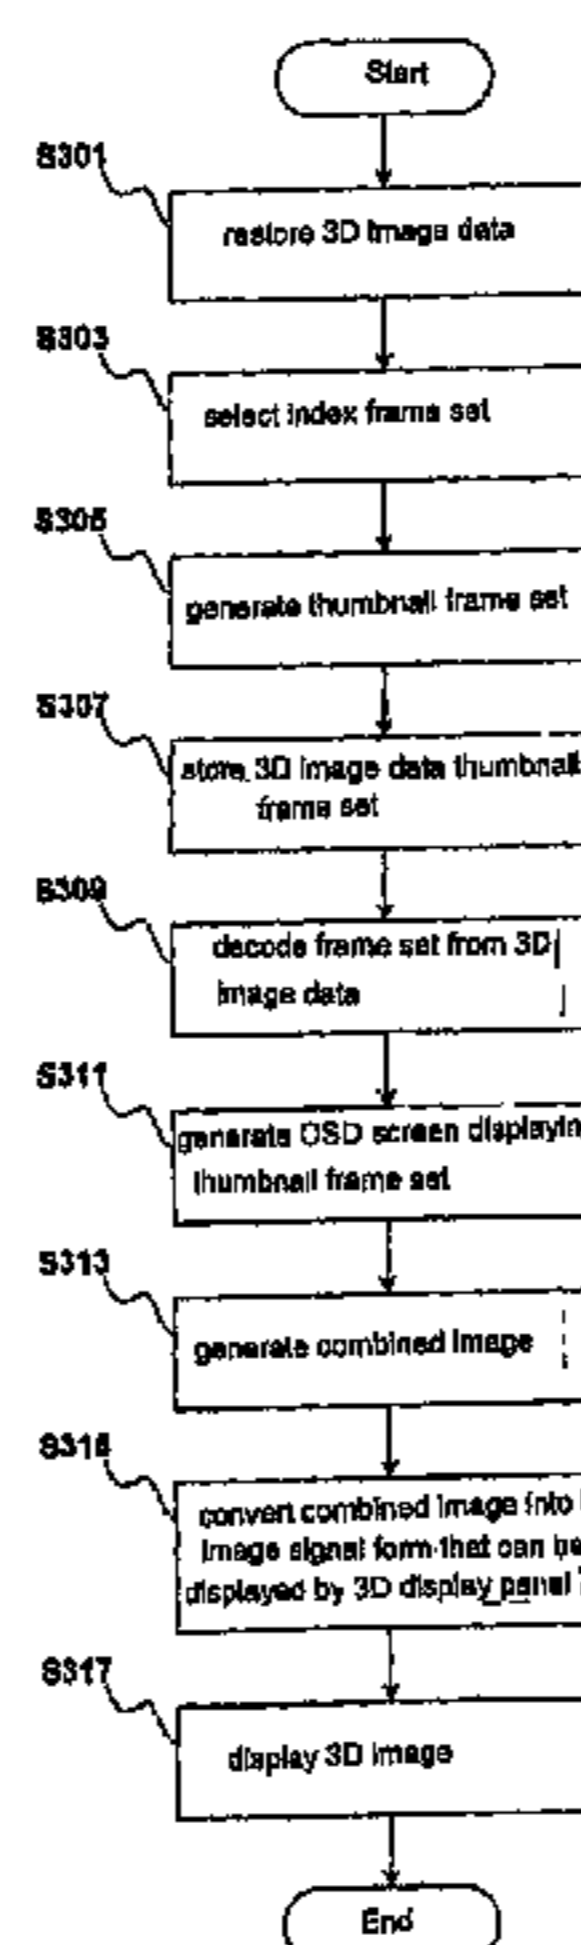 Start
S301
restore 3D image data
S303
select index frame set
S305
generate thumbnail frame set
S307
store 3D image data thumbnail
frame set
S309
decode frame set from 3D
image data
S311
generate OSD screen displayin
thumbnail frame set
S313
generate combined image
S315
convert combined image into
image signal form that can be
displayed by 3D display panel
S317
display 3D image
End